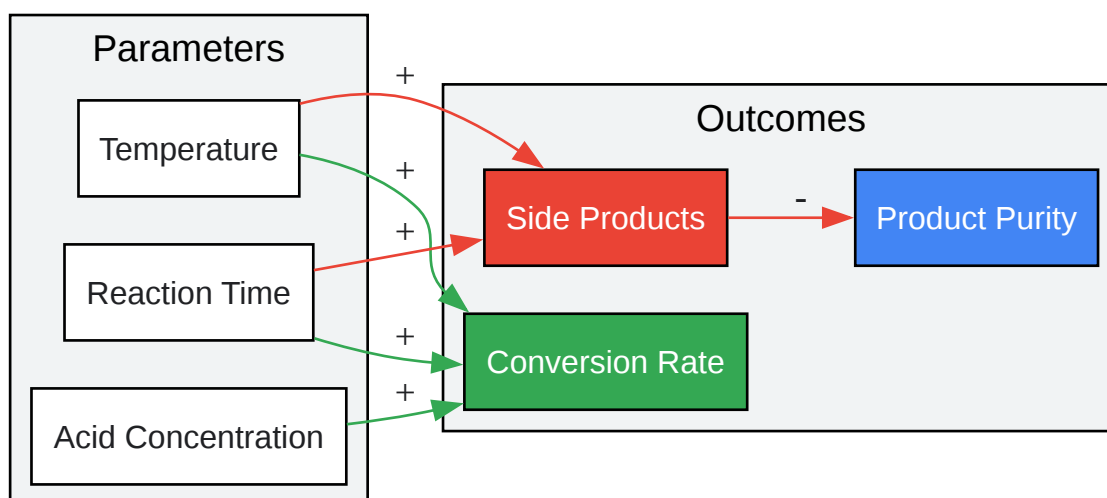 Parameters
+
Temperature
Outcomes
+
Side Products
-
Product Purity
+
Reaction Time
+
Conversion Rate
+
Acid Concentration